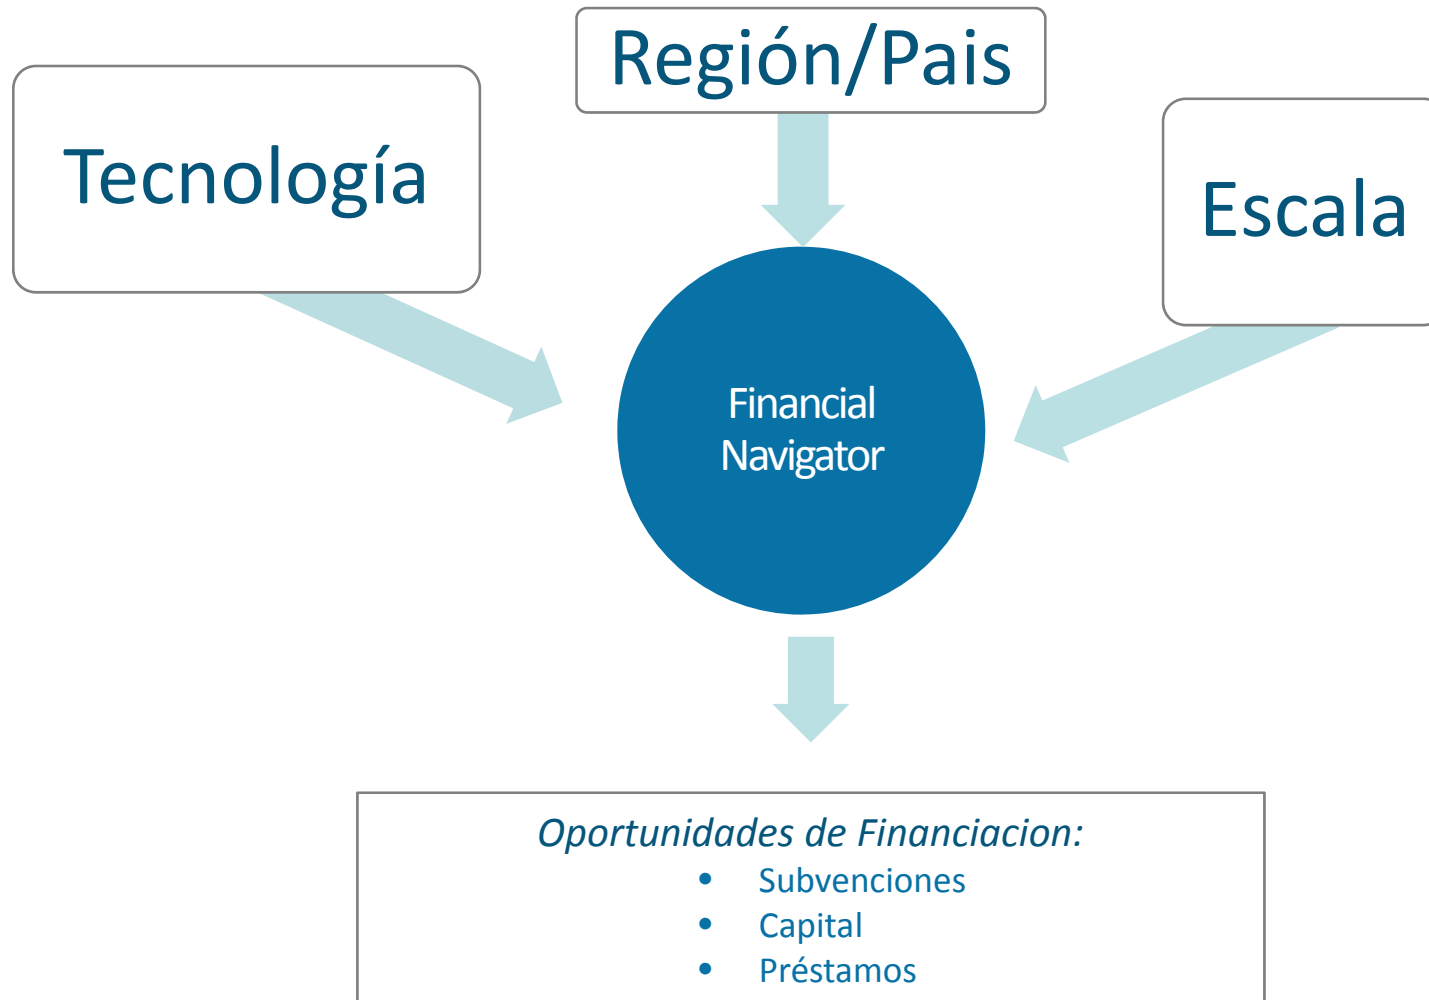 Región/Pais
Tecnología
Escala
Financial
Navigator
Oportunidades de Financiacion:
• Subvenciones
• Capital
• Préstamos